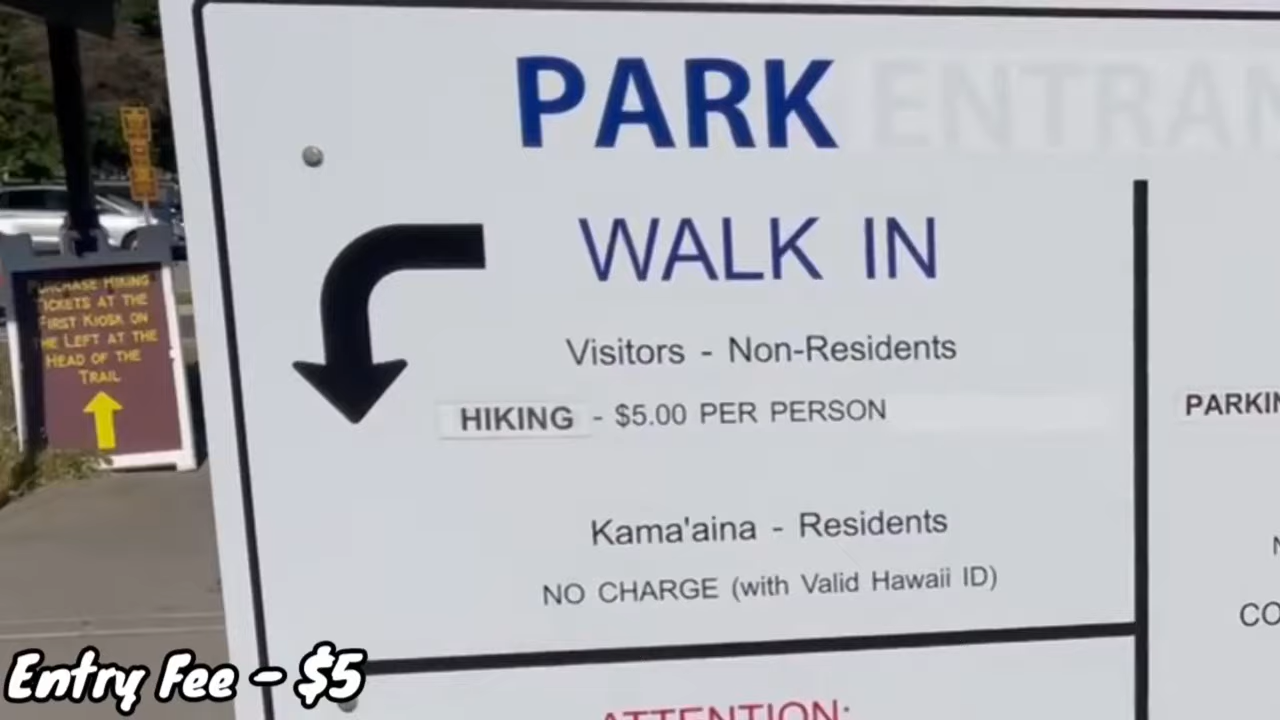 PARK
WALK IN
Visitors - Non-Residents
HIKING - $5.00 PER PERSON
Kama'aina - Residents
NO CHARGE (with Valid Hawaii ID)
ATTENTION:
PURCHASE HIKING
TICKETS AT THE
FIRST KIOSK ON
THE LEFT AT THE
HEAD OF THE
TRAIL
Entry Fee - $5